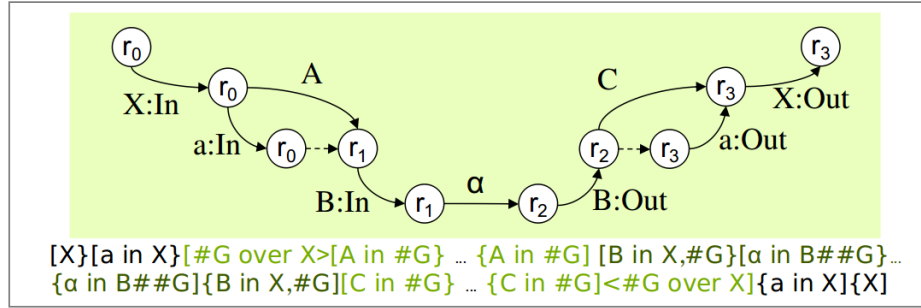 r0 r3
r0 A C r3
X:In X:Out
a:In r0 r1 r2 r3 a:Out
B:In r1 α r2 B:Out
[X}[a in X}[#G over X>[A in #G} ... {A in #G] [B in X,#G}[α in B##G}...
{α in B##G]{B in X,#G][C in #G} ... {C in #G]<#G over X]{a in X]{X]